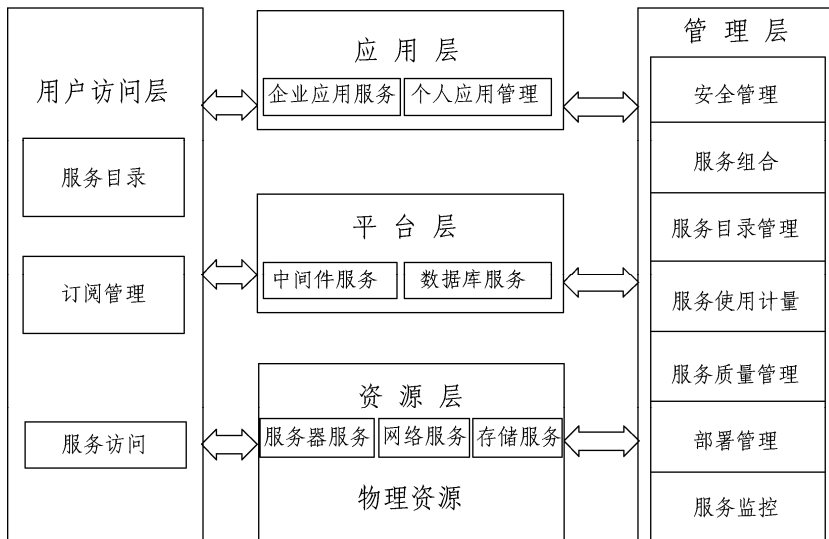 用户访问层
服务目录
订阅管理
服务访问
应用层
企业应用服务
个人应用管理
平台层
中间件服务
数据库服务
资源层
服务器服务
网络服务
存储服务
物理资源
管理层
安全管理
服务组合
服务目录管理
服务使用计量
服务质量管理
部署管理
服务监控